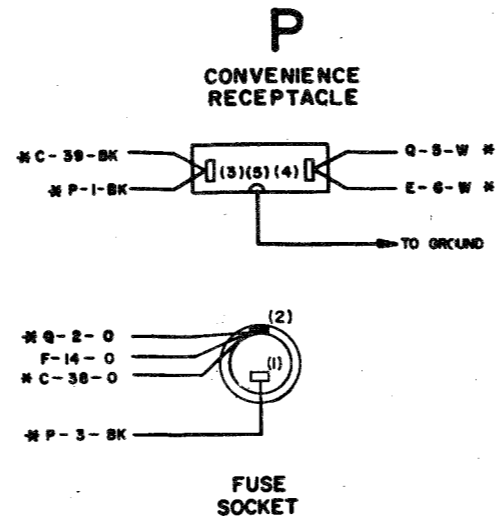 P
CONVENIENCE
RECEPTACLE
* C-39-BK
* P-1-BK
(3)(5) (4)
Q-5-W *
E-6-W *
TO GROUND
* Q-2-O
F-14-O
* C-38-O
* P-3-BK
(2)
(1)
FUSE
SOCKET